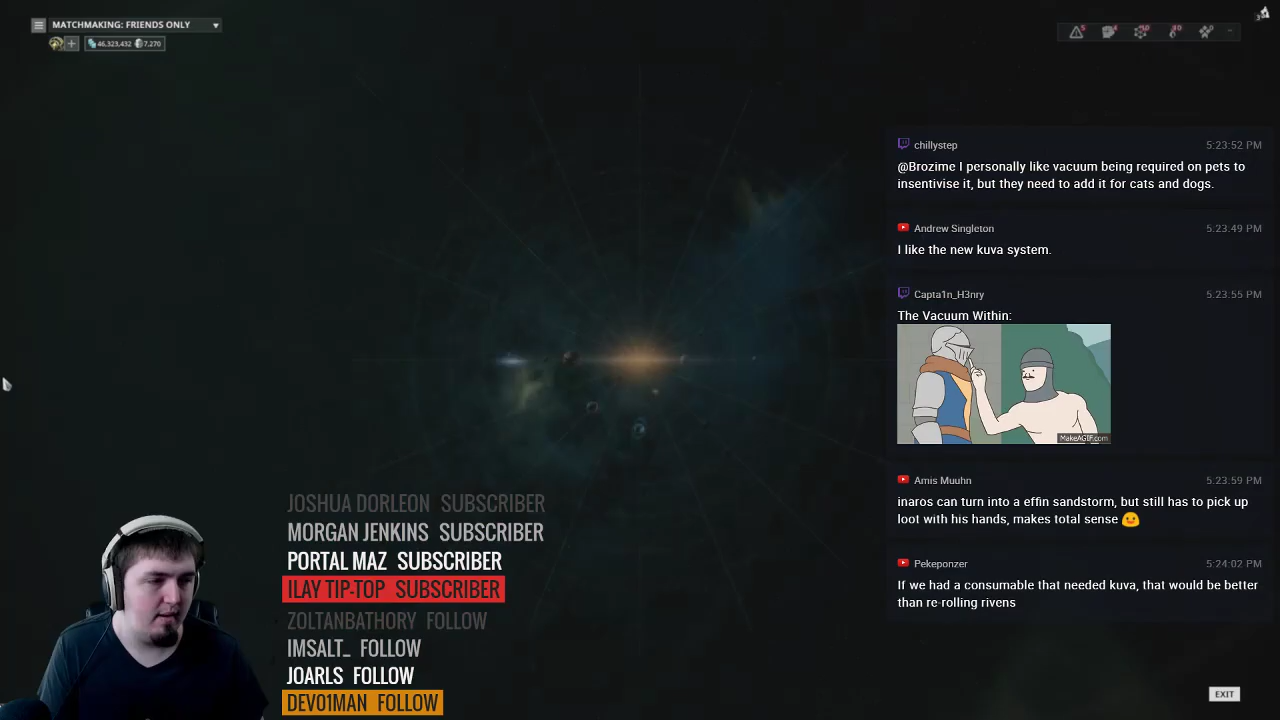 MATCHMAKING: FRIENDS ONLY
46,323,432 7,270
chillystep 5:23:52 PM
@Brozime I personally like vacuum being required on pets to
insentivise it, but they need to add it for cats and dogs.
Andrew Singleton 5:23:49 PM
I like the new kuva system.
Capta1n_H3nry 5:23:55 PM
The Vacuum Within:
MakeAGIF.com
Amis Muuhn 5:23:59 PM
inaros can turn into a effin sandstorm, but still has to pick up
loot with his hands, makes total sense
Pekeponzer 5:24:02 PM
If we had a consumable that needed kuva, that would be better
than re-rolling rivens
JOSHUA DORLEON SUBSCRIBER
MORGAN JENKINS SUBSCRIBER
PORTAL MAZ SUBSCRIBER
ILAY TIP-TOP SUBSCRIBER
ZOLTANBATHORY FOLLOW
IMSALT_ FOLLOW
JOARLS FOLLOW
DEVO1MAN FOLLOW
EXIT